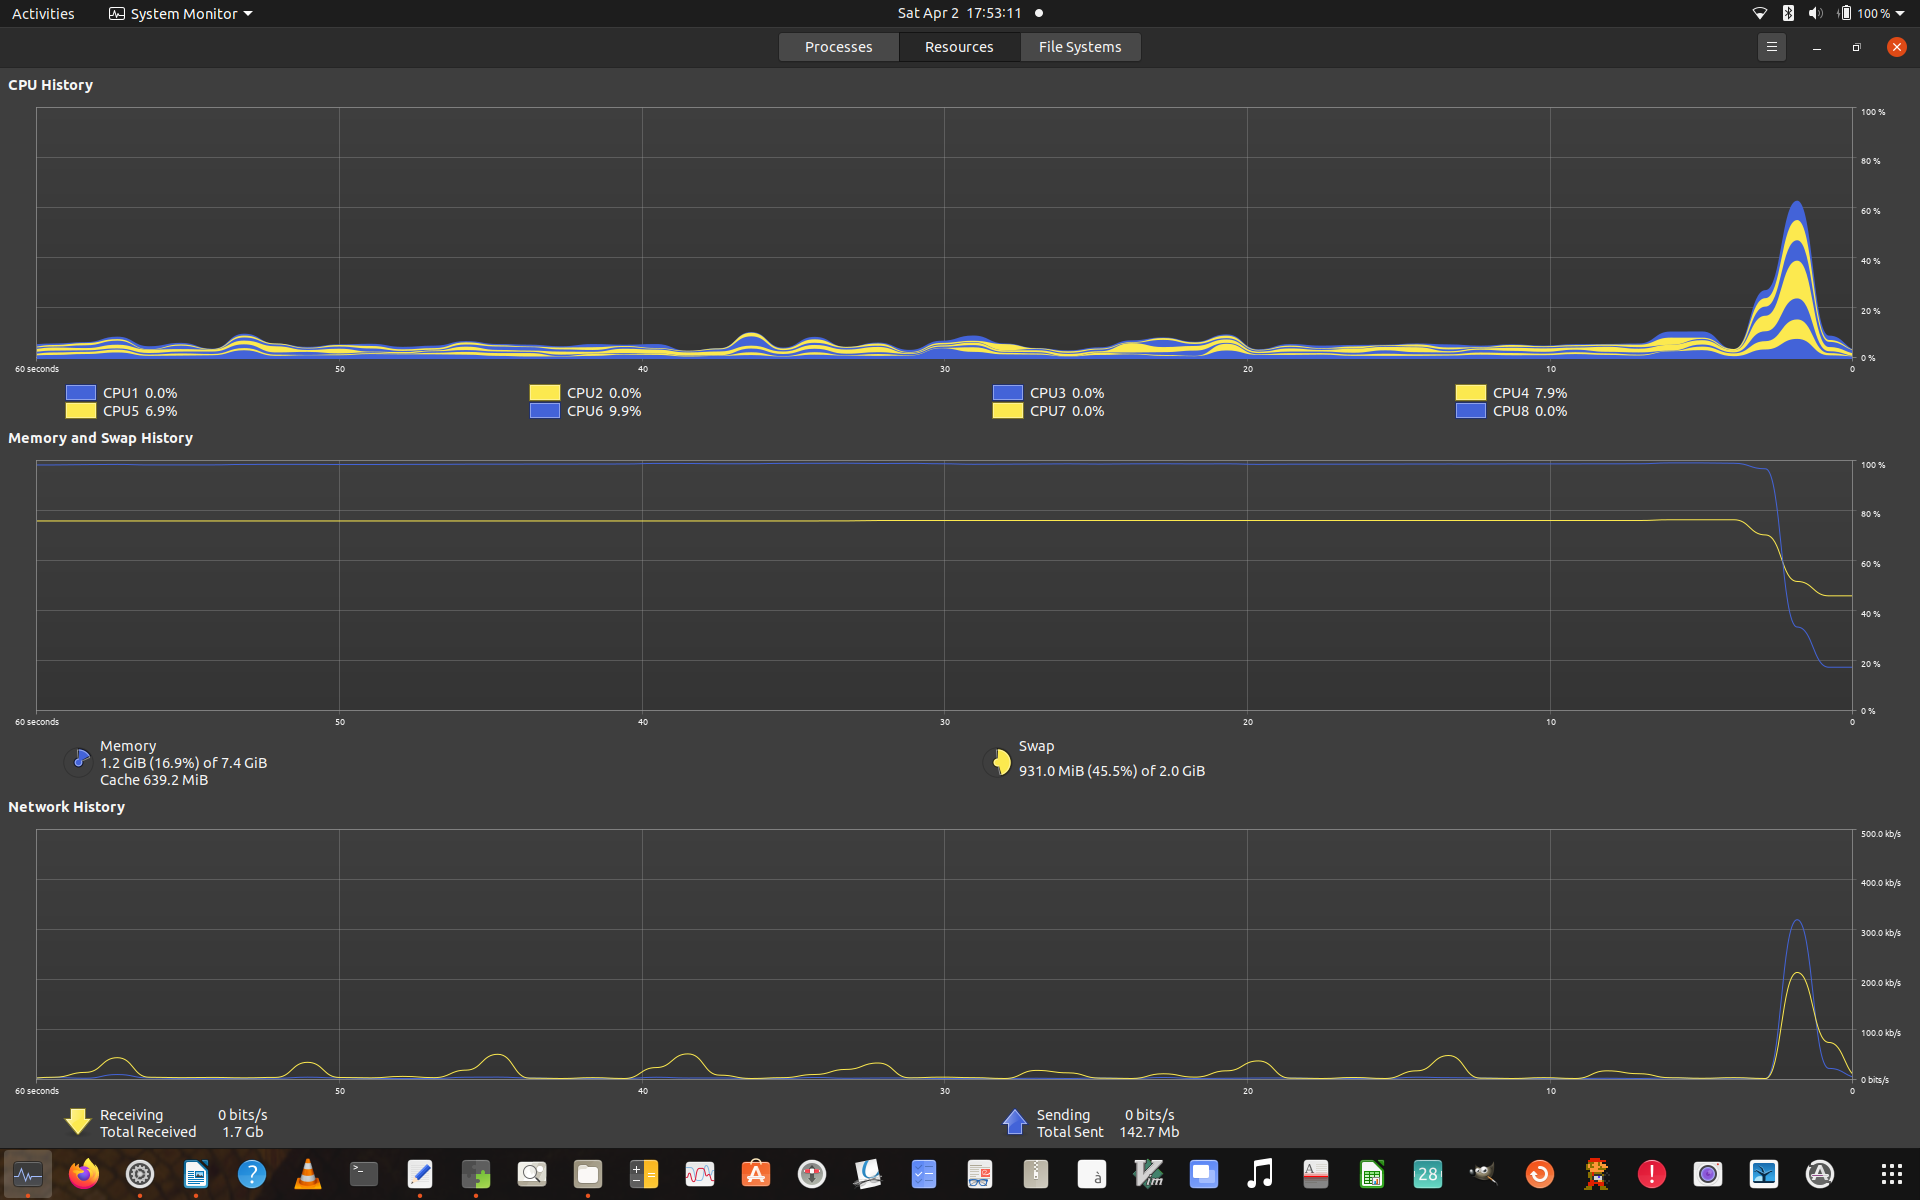 Activities System Monitor Sat Apr 2 17:53:11 100 %
Processes Resources File Systems
CPU History
100 %
80 %
60 %
40 %
20 %
0 %
60 seconds 50 40 30 20 10 0
CPU1 0.0% CPU2 0.0% CPU3 0.0% CPU4 7.9%
CPU5 6.9% CPU6 9.9% CPU7 0.0% CPU8 0.0%
Memory and Swap History
100 %
80 %
60 %
40 %
20 %
0 %
60 seconds 50 40 30 20 10 0
Memory
1.2 GiB (16.9%) of 7.4 GiB
Cache 639.2 MiB
Swap
931.0 MiB (45.5%) of 2.0 GiB
Network History
500.0 kb/s
400.0 kb/s
300.0 kb/s
200.0 kb/s
100.0 kb/s
0 bits/s
60 seconds 50 40 30 20 10 0
Receiving 0 bits/s Sending 0 bits/s
Total Received 1.7 Gb Total Sent 142.7 Mb
>_ ? A à Vim A 28 !